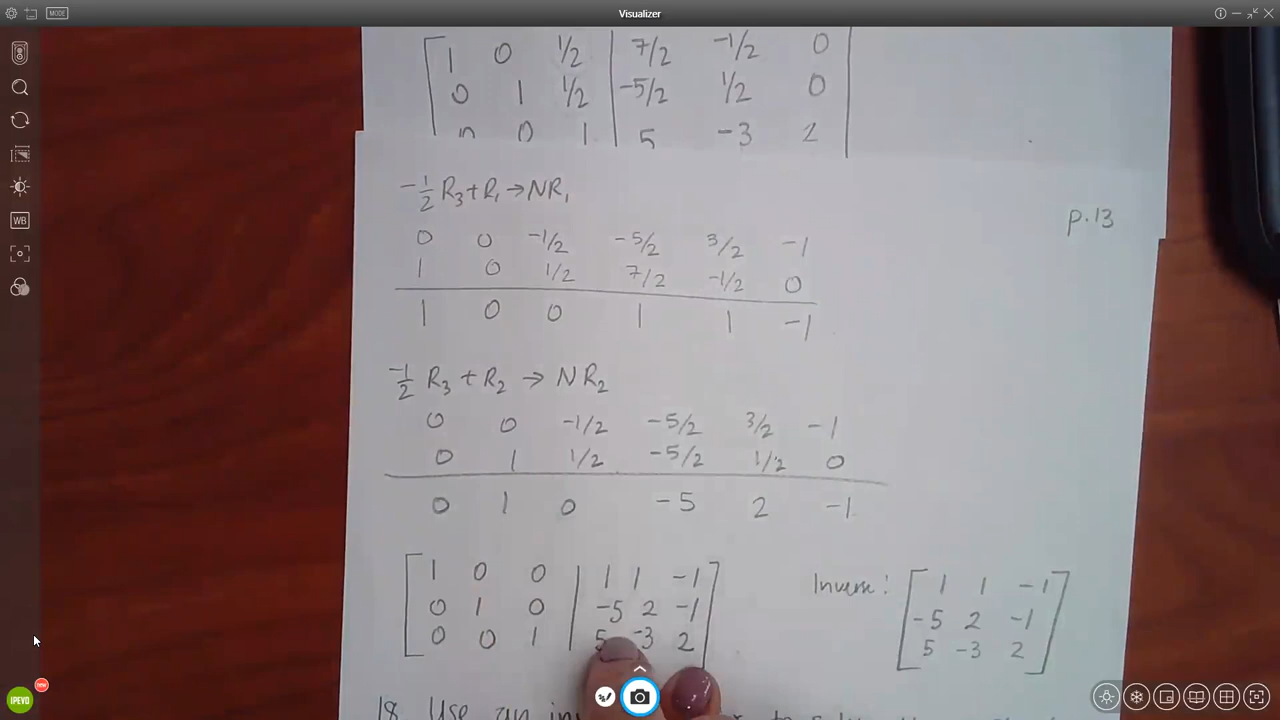 MODE
Visualizer
1 0 1/2 | 7/2 -1/2 0
0 1 1/2 | -5/2 1/2 0
0 0 1 | 5 -3 2
-1/2 R₃+R₁→NR₁
p.13
0 0 -1/2 -5/2 3/2 -1
1 0 1/2 7/2 -1/2 0
1 0 0 1 1 -1
-1/2 R₃+R₂→NR₂
0 0 -1/2 -5/2 3/2 -1
0 1 1/2 -5/2 1/2 0
0 1 0 -5 2 -1
1 0 0 | 1 1 -1
0 1 0 | -5 2 -1
0 0 1 | 5 -3 2
Inverse: 1 1 -1
-5 2 -1
5 -3 2
18. Use an
WB
IPEVO
new